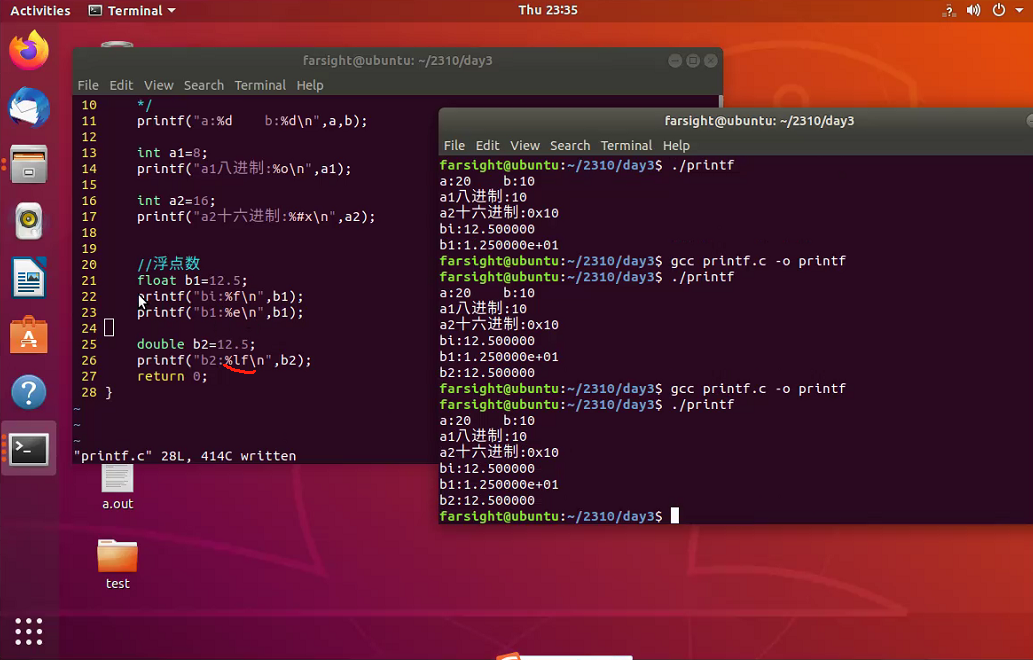 Activities Terminal Thu 23:35
farsight@ubuntu: ~/2310/day3
File Edit View Search Terminal Help
10 */
11 printf("a:%d    b:%d\n",a,b);
12
13 int a1=8;
14 printf("a1八进制:%o\n",a1);
15
16 int a2=16;
17 printf("a2十六进制:%#x\n",a2);
18
19
20 //浮点数
21 float b1=12.5;
22 printf("bi:%f\n",b1);
23 printf("b1:%e\n",b1);
24
25 double b2=12.5;
26 printf("b2:%lf\n",b2);
27 return 0;
28 }
~
~
~
"printf.c" 28L, 414C written
farsight@ubuntu: ~/2310/day3
File Edit View Search Terminal Help
farsight@ubuntu:~/2310/day3$ ./printf
a:20    b:10
a1八进制:10
a2十六进制:0x10
bi:12.500000
b1:1.250000e+01
farsight@ubuntu:~/2310/day3$ gcc printf.c -o printf
farsight@ubuntu:~/2310/day3$ ./printf
a:20    b:10
a1八进制:10
a2十六进制:0x10
bi:12.500000
b1:1.250000e+01
b2:12.500000
farsight@ubuntu:~/2310/day3$ gcc printf.c -o printf
farsight@ubuntu:~/2310/day3$ ./printf
a:20    b:10
a1八进制:10
a2十六进制:0x10
bi:12.500000
b1:1.250000e+01
b2:12.500000
farsight@ubuntu:~/2310/day3$
a.out
test